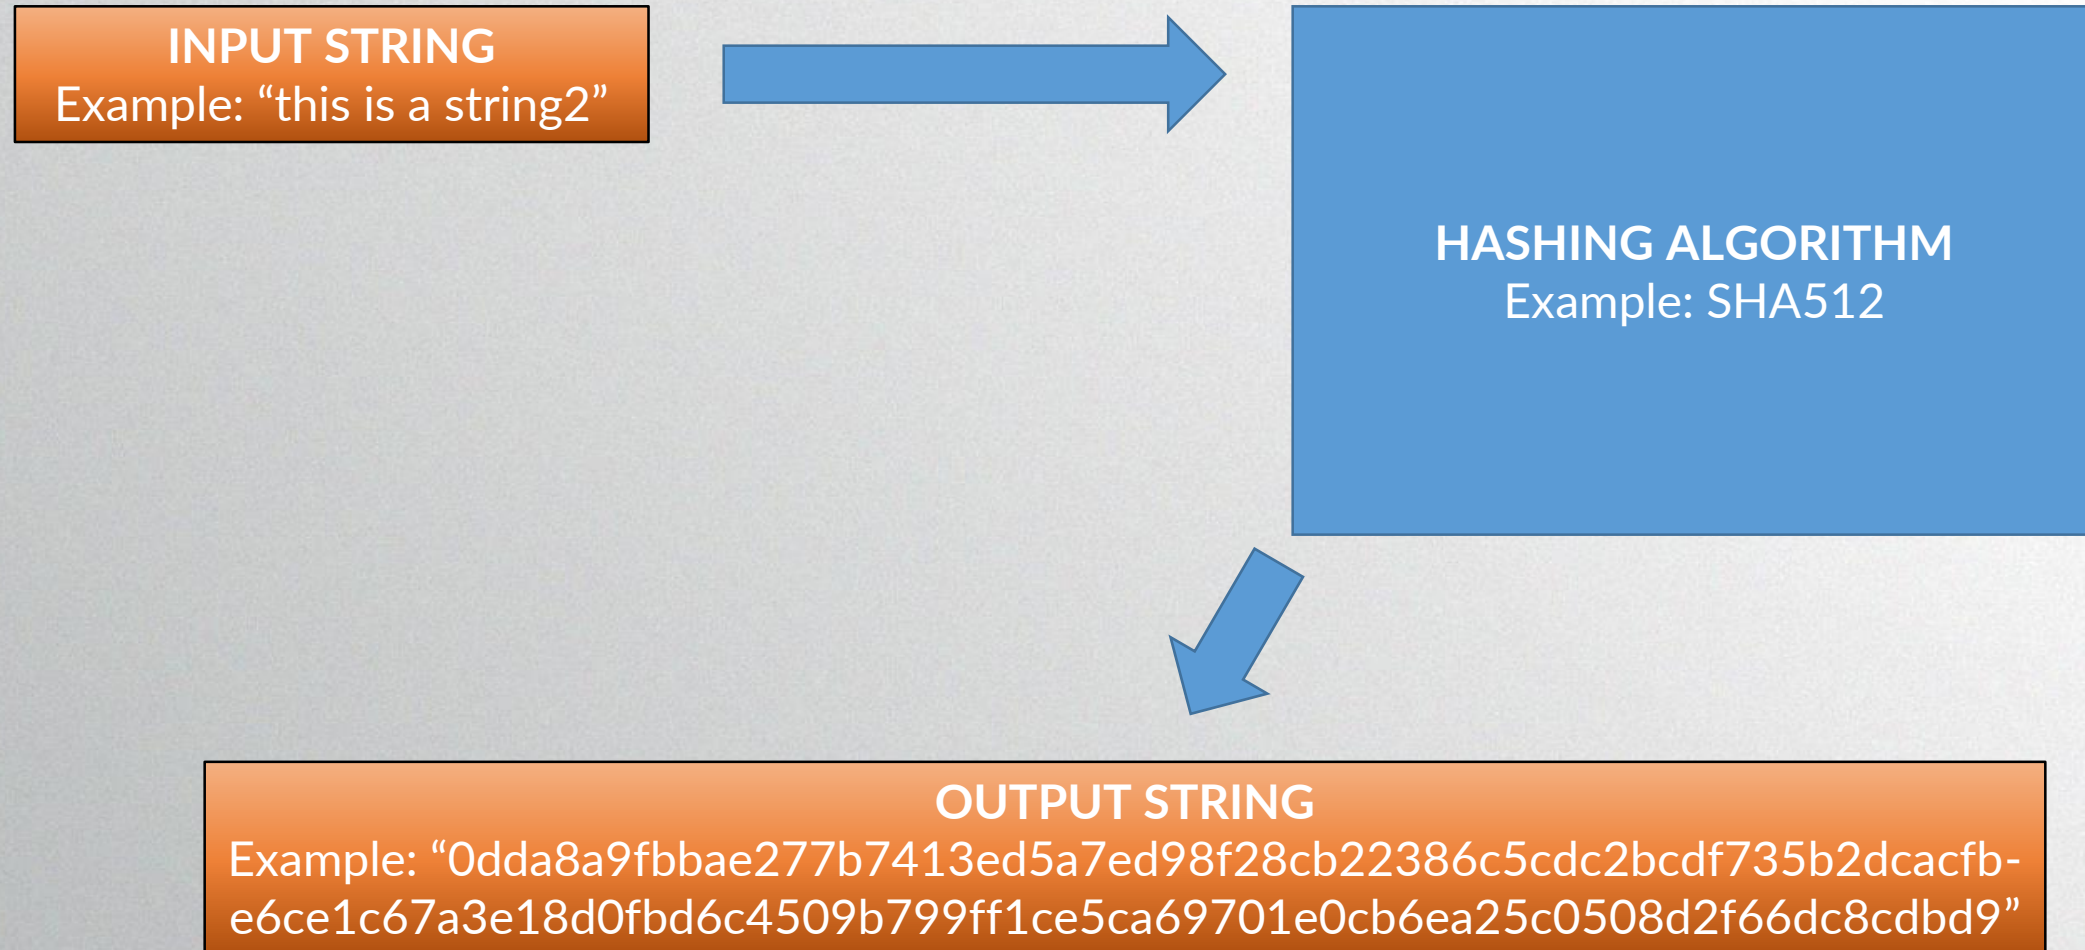 INPUT STRING
Example: “this is a string2”
HASHING ALGORITHM
Example: SHA512
OUTPUT STRING
Example: “0dda8a9fbbae277b7413ed5a7ed98f28cb22386c5cdc2bcdf735b2dcacfb-
e6ce1c67a3e18d0fbd6c4509b799ff1ce5ca69701e0cb6ea25c0508d2f66dc8cdbd9”